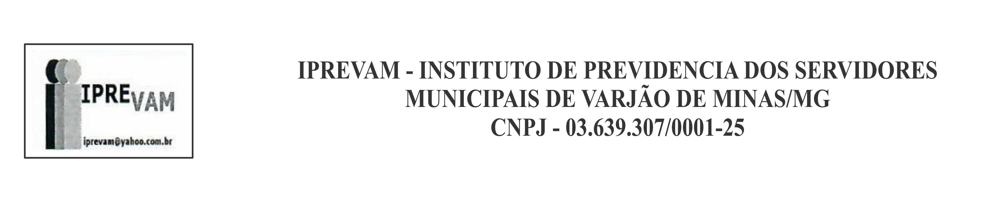 IPREVAM
iprevam@yahoo.com.br
IPREVAM - INSTITUTO DE PREVIDENCIA DOS SERVIDORES
MUNICIPAIS DE VARJÃO DE MINAS/MG
CNPJ - 03.639.307/0001-25